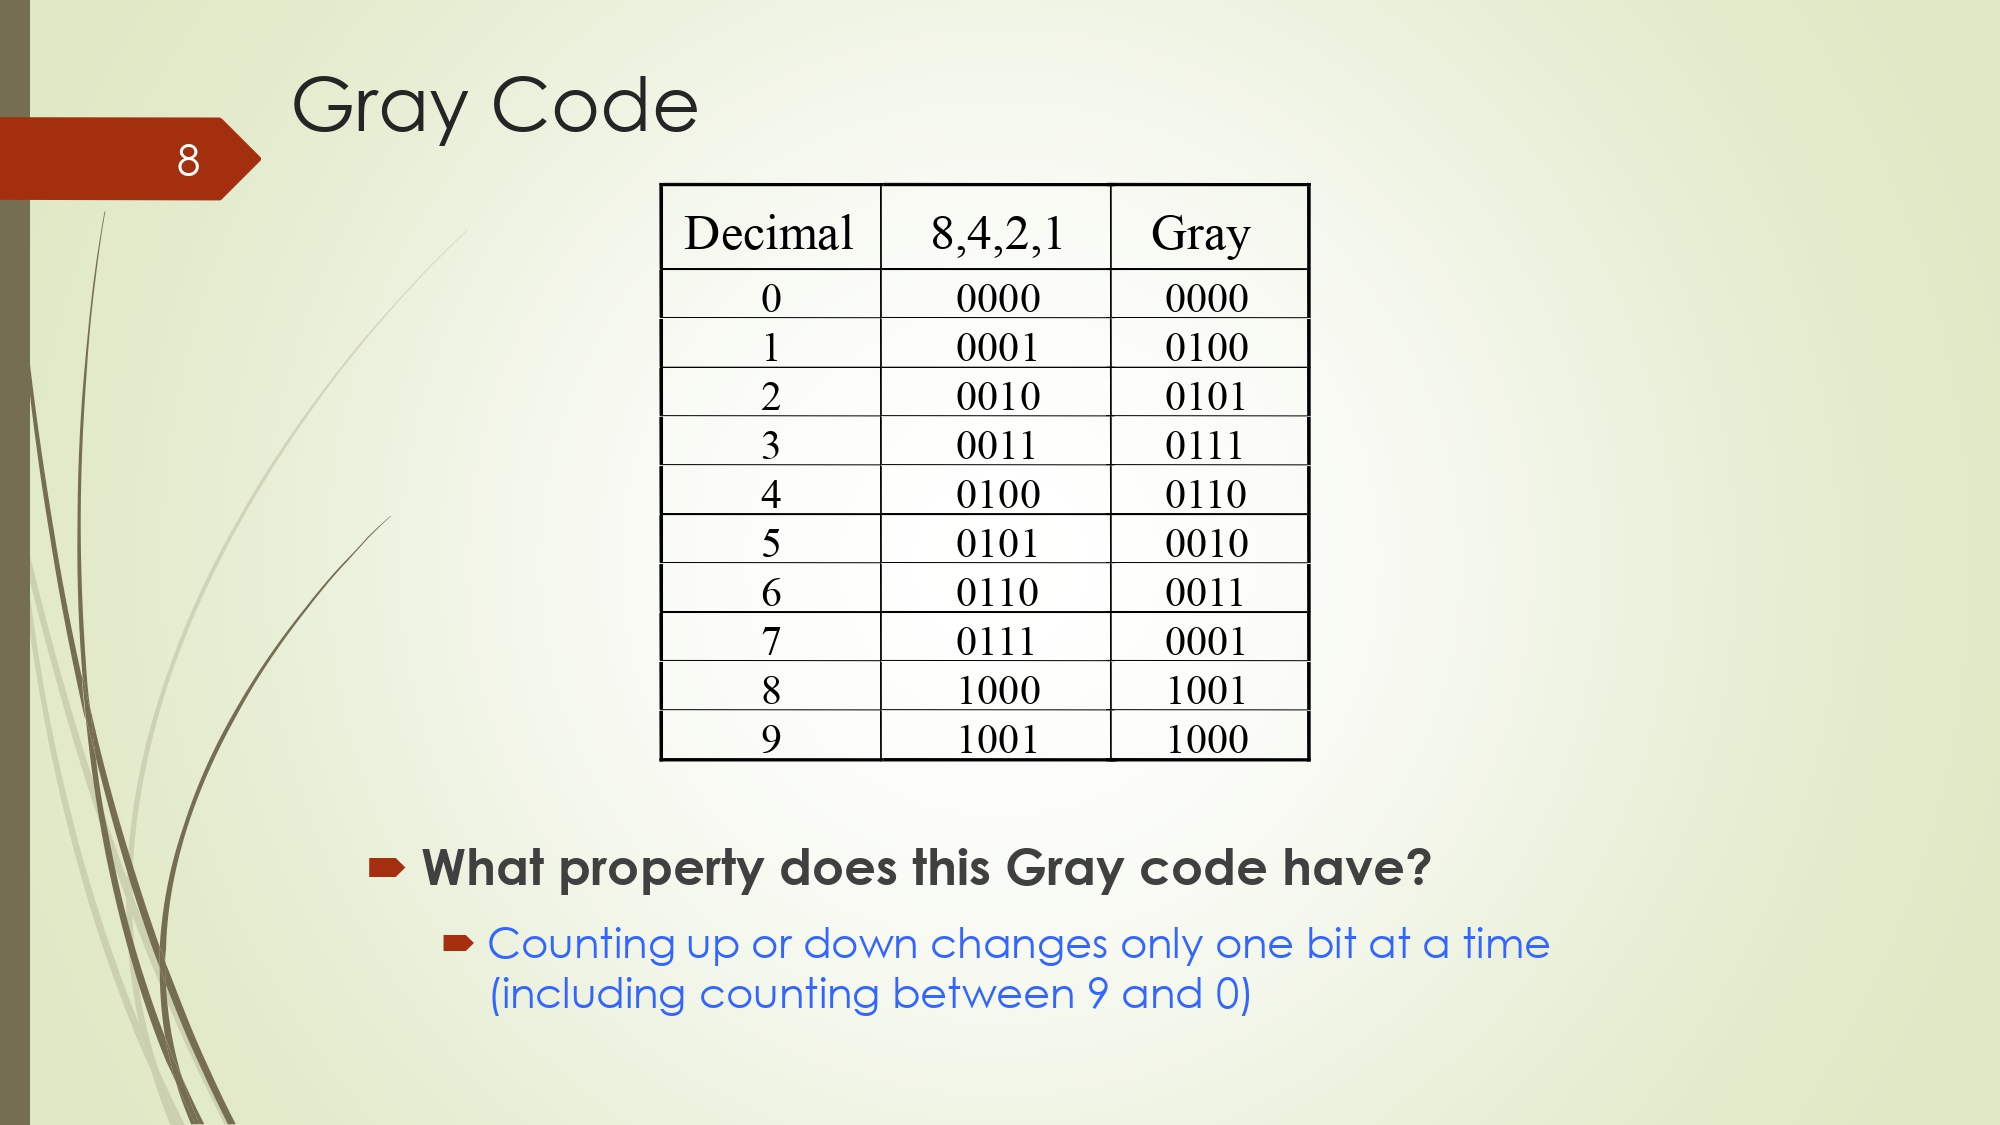 Gray Code
8
Decimal 8,4,2,1 Gray
0 0000 0000
1 0001 0100
2 0010 0101
3 0011 0111
4 0100 0110
5 0101 0010
6 0110 0011
7 0111 0001
8 1000 1001
9 1001 1000
What property does this Gray code have?
Counting up or down changes only one bit at a time
(including counting between 9 and 0)